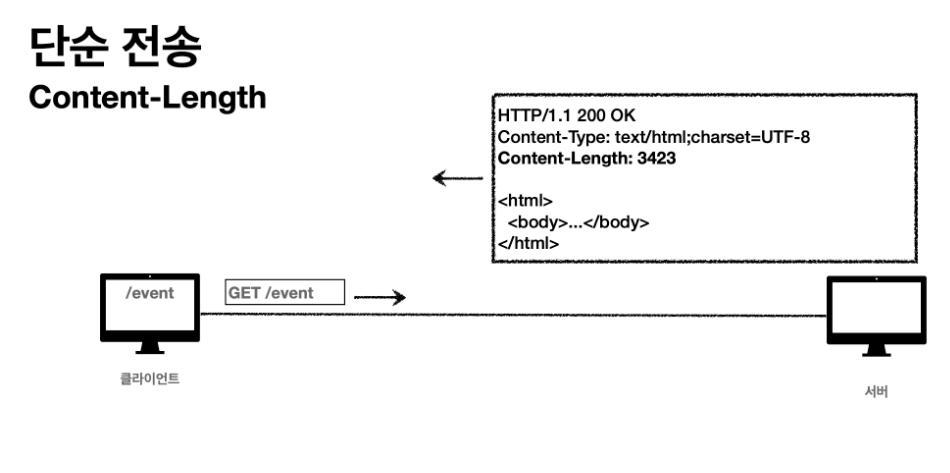 단순 전송
Content-Length
HTTP/1.1 200 OK
Content-Type: text/html;charset=UTF-8
Content-Length: 3423
<html>
<body>...</body>
</html>
/event
GET /event
클라이언트
서버